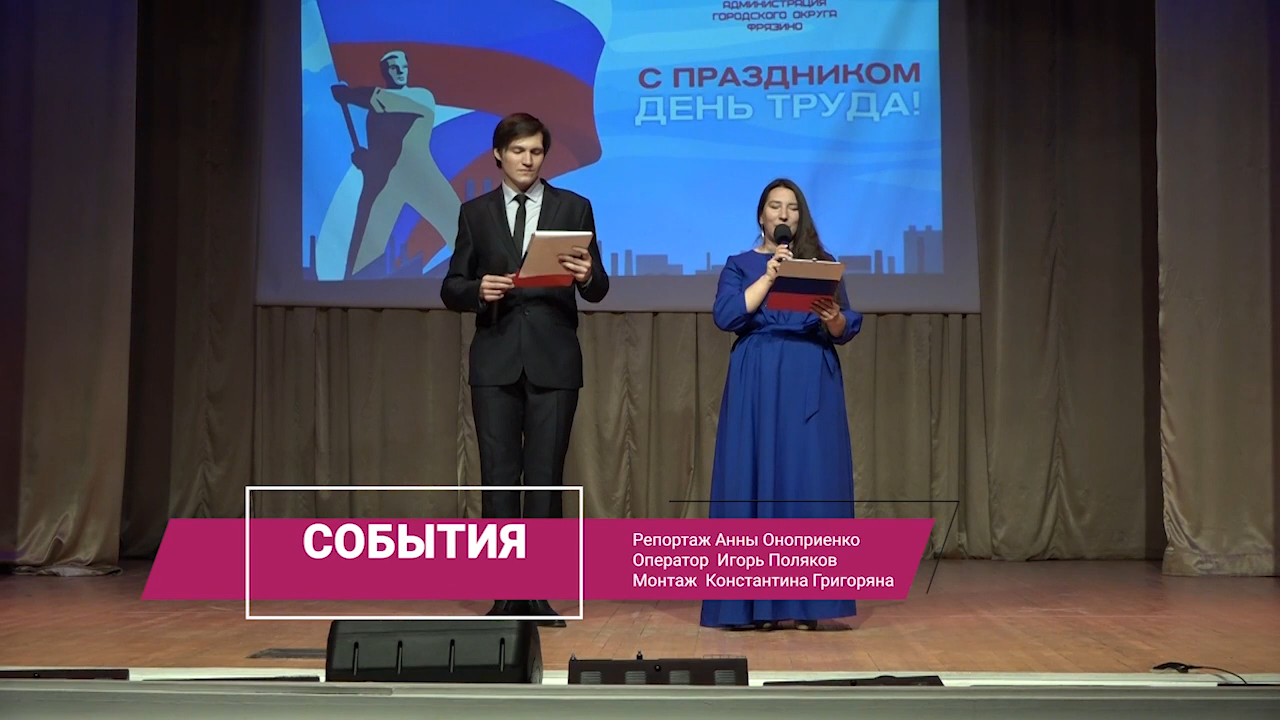 АДМИНИСТРАЦИЯ
ГОРОДСКОГО ОКРУГА
ФРЯЗИНО
С ПРАЗДНИКОМ
ДЕНЬ ТРУДА!
СОБЫТИЯ
Репортаж Анны Оноприенко
Оператор Игорь Поляков
Монтаж Константина Григоряна